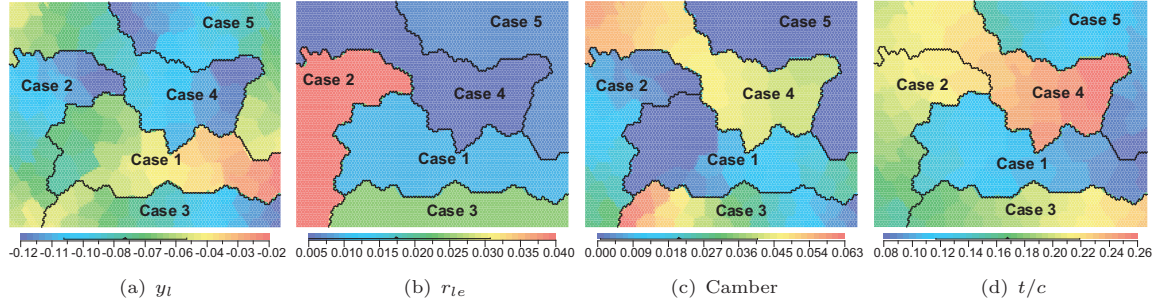 Case 5
Case 2
Case 4
Case 1
Case 3
-0.12 -0.10 -0.09 -0.08 -0.07 -0.06 -0.04 -0.03 -0.02
(a) y_l
Case 5
Case 2
Case 4
Case 1
Case 3
0.005 0.010 0.015 0.020 0.025 0.030 0.035 0.040
(b) r_{le}
Case 5
Case 2
Case 4
Case 1
Case 3
0.000 0.009 0.018 0.027 0.036 0.045 0.054 0.063
(c) Camber
Case 5
Case 2
Case 4
Case 1
Case 3
0.08 0.10 0.12 0.14 0.16 0.18 0.20 0.22 0.24 0.26
(d) t/c